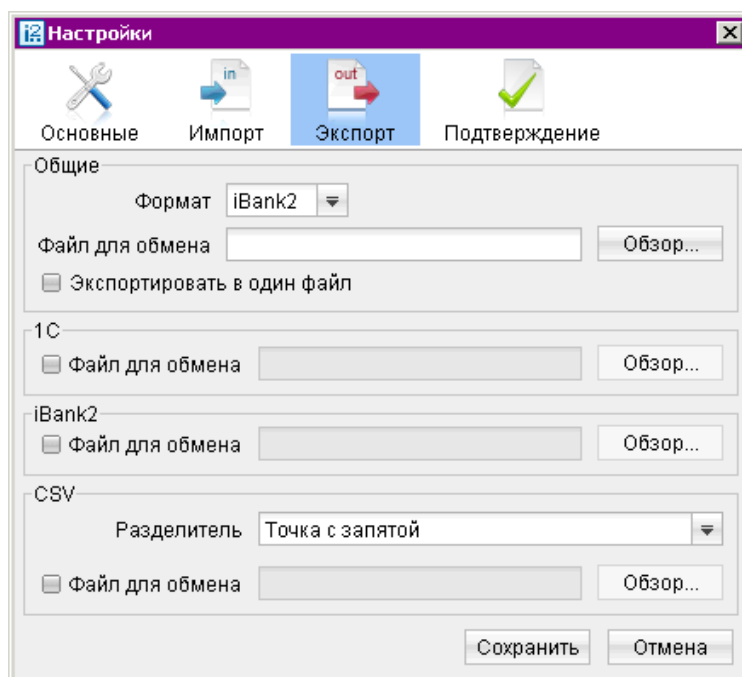 Настройки
in
out
Основные Импорт Экспорт Подтверждение
Общие
Формат iBank2
Файл для обмена Обзор...
Экспортировать в один файл
1С
Файл для обмена Обзор...
iBank2
Файл для обмена Обзор...
CSV
Разделитель Точка с запятой
Файл для обмена Обзор...
Сохранить Отмена